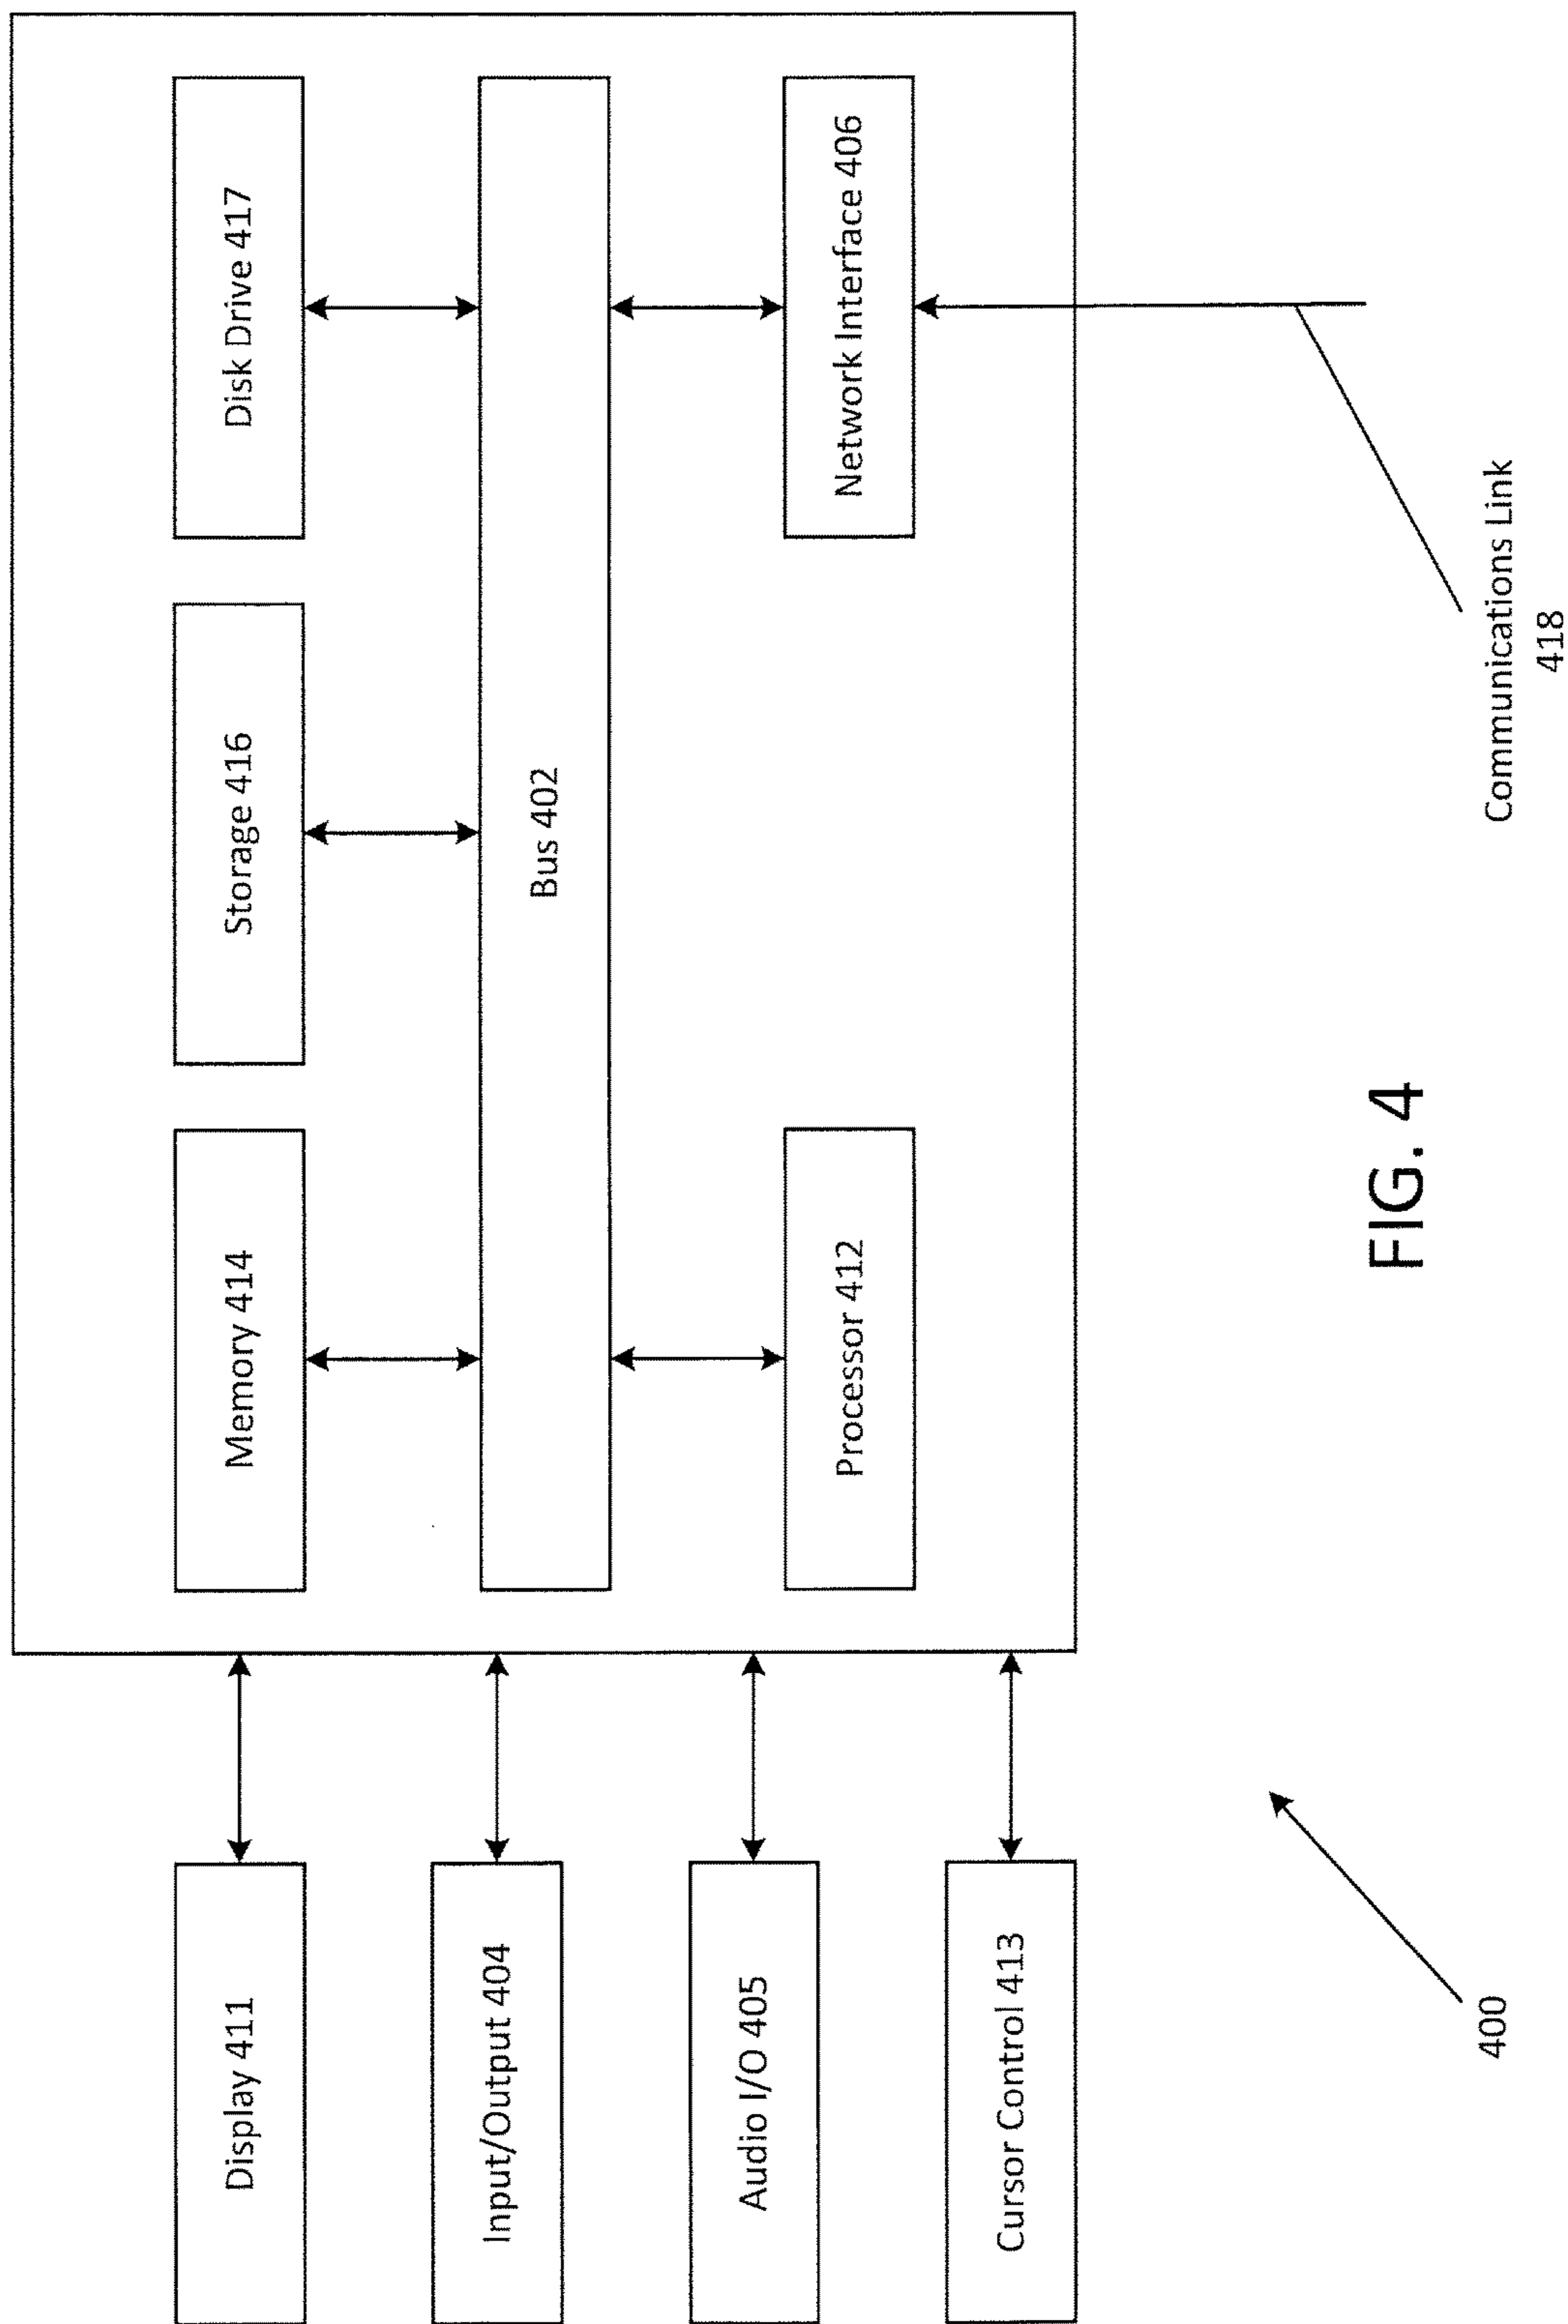 Display 411
Input/Output 404
Audio I/O 405
Cursor Control 413
Memory 414
Storage 416
Disk Drive 417
Bus 402
Processor 412
Network Interface 406
400
FIG. 4
Communications Link
418